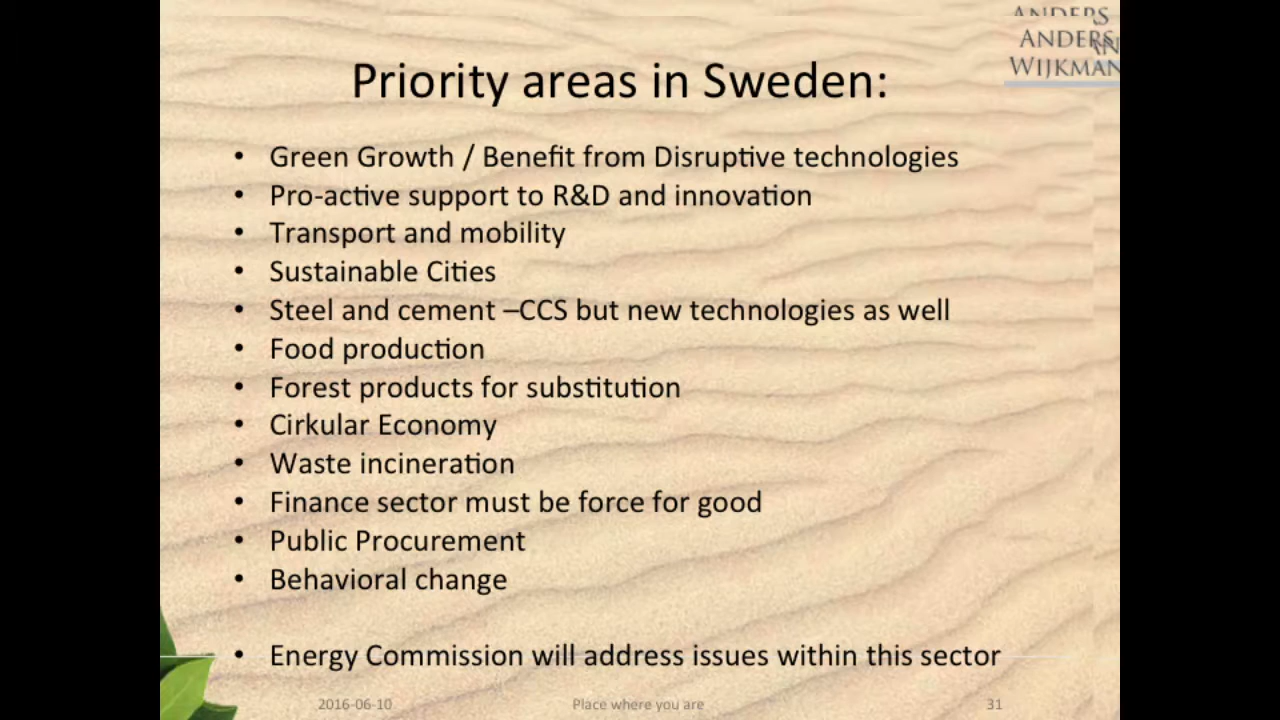 ANDERS
ANDERS
WIJKMAN
Priority areas in Sweden:
• Green Growth / Benefit from Disruptive technologies
• Pro-active support to R&D and innovation
• Transport and mobility
• Sustainable Cities
• Steel and cement –CCS but new technologies as well
• Food production
• Forest products for substitution
• Cirkular Economy
• Waste incineration
• Finance sector must be force for good
• Public Procurement
• Behavioral change
• Energy Commission will address issues within this sector
2016-06-10 Place where you are 31